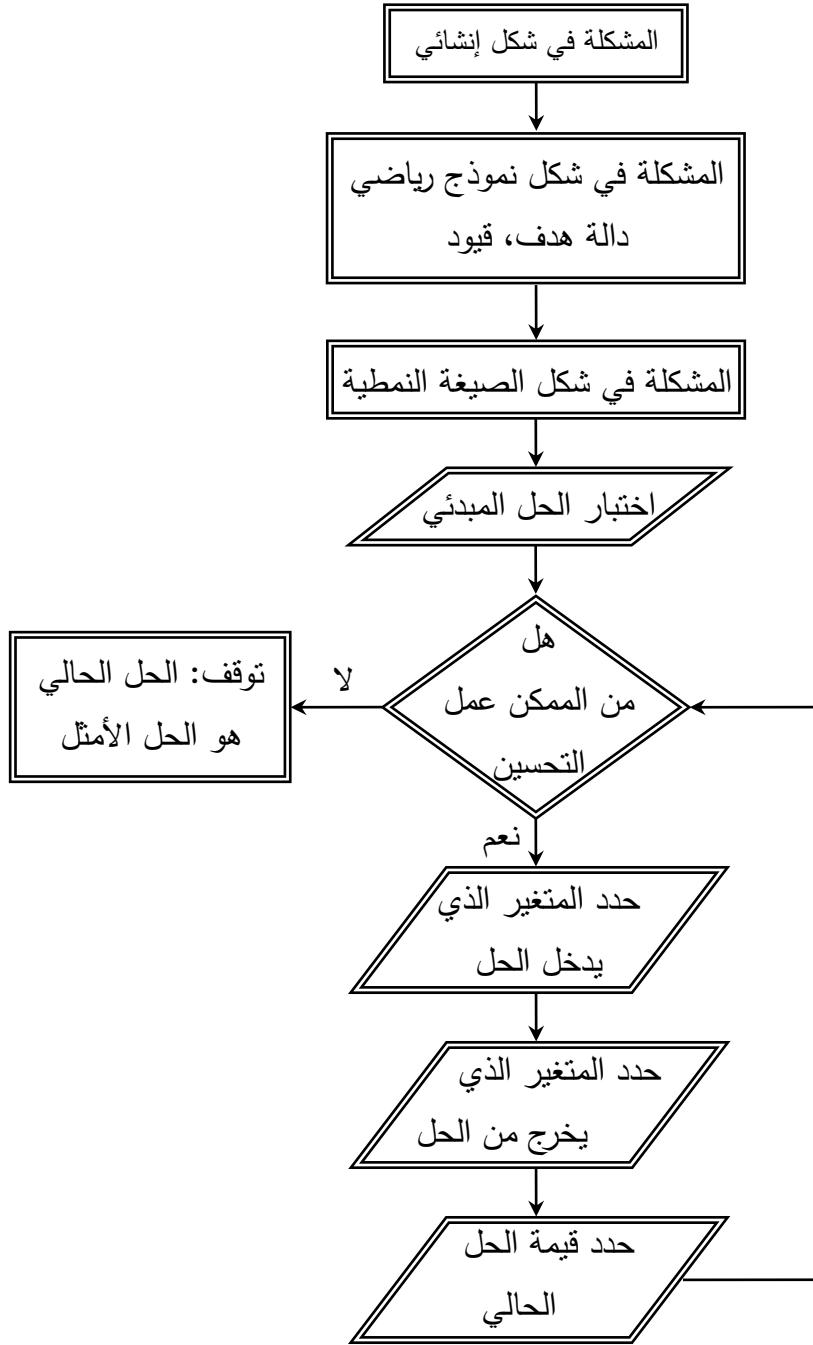 المشكلة في شكل إنشائي
المشكلة في شكل نموذج رياضي
دالة هدف، قيود
المشكلة في شكل الصيغة النمطية
اختبار الحل المبدئي
هل
من الممكن عمل
التحسين
لا
توقف: الحل الحالي
هو الحل الأمثل
نعم
حدد المتغير الذي
يدخل الحل
حدد المتغير الذي
يخرج من الحل
حدد قيمة الحل
الحالي